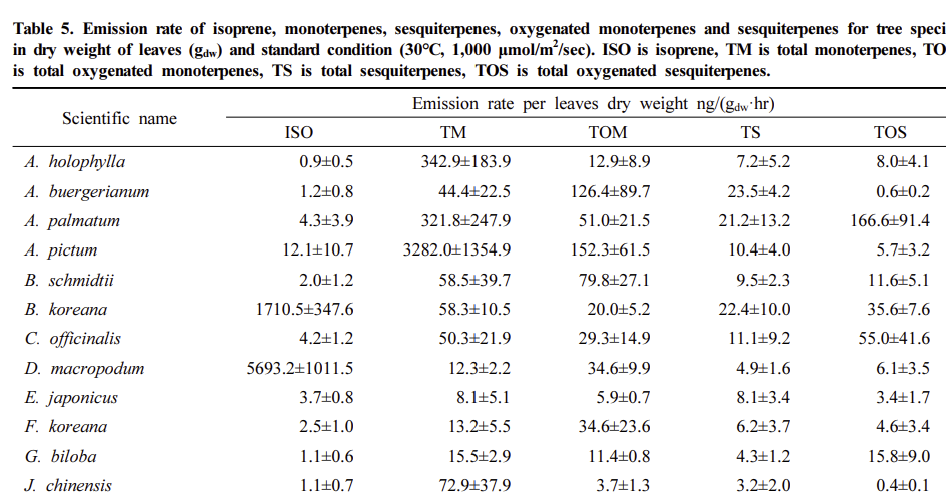 Table 5. Emission rate of isoprene, monoterpenes, sesquiterpenes, oxygenated monoterpenes and sesquiterpenes for tree speci
in dry weight of leaves (gdw) and standard condition (30℃, 1,000 μmol/m²/sec). ISO is isoprene, TM is total monoterpenes, TO
is total oxygenated monoterpenes, TS is total sesquiterpenes, TOS is total oxygenated sesquiterpenes.
Scientific name Emission rate per leaves dry weight ng/(gdw·hr)
ISO TM TOM TS TOS
A. holophylla 0.9±0.5 342.9±183.9 12.9±8.9 7.2±5.2 8.0±4.1
A. buergerianum 1.2±0.8 44.4±22.5 126.4±89.7 23.5±4.2 0.6±0.2
A. palmatum 4.3±3.9 321.8±247.9 51.0±21.5 21.2±13.2 166.6±91.4
A. pictum 12.1±10.7 3282.0±1354.9 152.3±61.5 10.4±4.0 5.7±3.2
B. schmidtii 2.0±1.2 58.5±39.7 79.8±27.1 9.5±2.3 11.6±5.1
B. koreana 1710.5±347.6 58.3±10.5 20.0±5.2 22.4±10.0 35.6±7.6
C. officinalis 4.2±1.2 50.3±21.9 29.3±14.9 11.1±9.2 55.0±41.6
D. macropodum 5693.2±1011.5 12.3±2.2 34.6±9.9 4.9±1.6 6.1±3.5
E. japonicus 3.7±0.8 8.1±5.1 5.9±0.7 8.1±3.4 3.4±1.7
F. koreana 2.5±1.0 13.2±5.5 34.6±23.6 6.2±3.7 4.6±3.4
G. biloba 1.1±0.6 15.5±2.9 11.4±0.8 4.3±1.2 15.8±9.0
J. chinensis 1.1±0.7 72.9±37.9 3.7±1.3 3.2±2.0 0.4±0.1